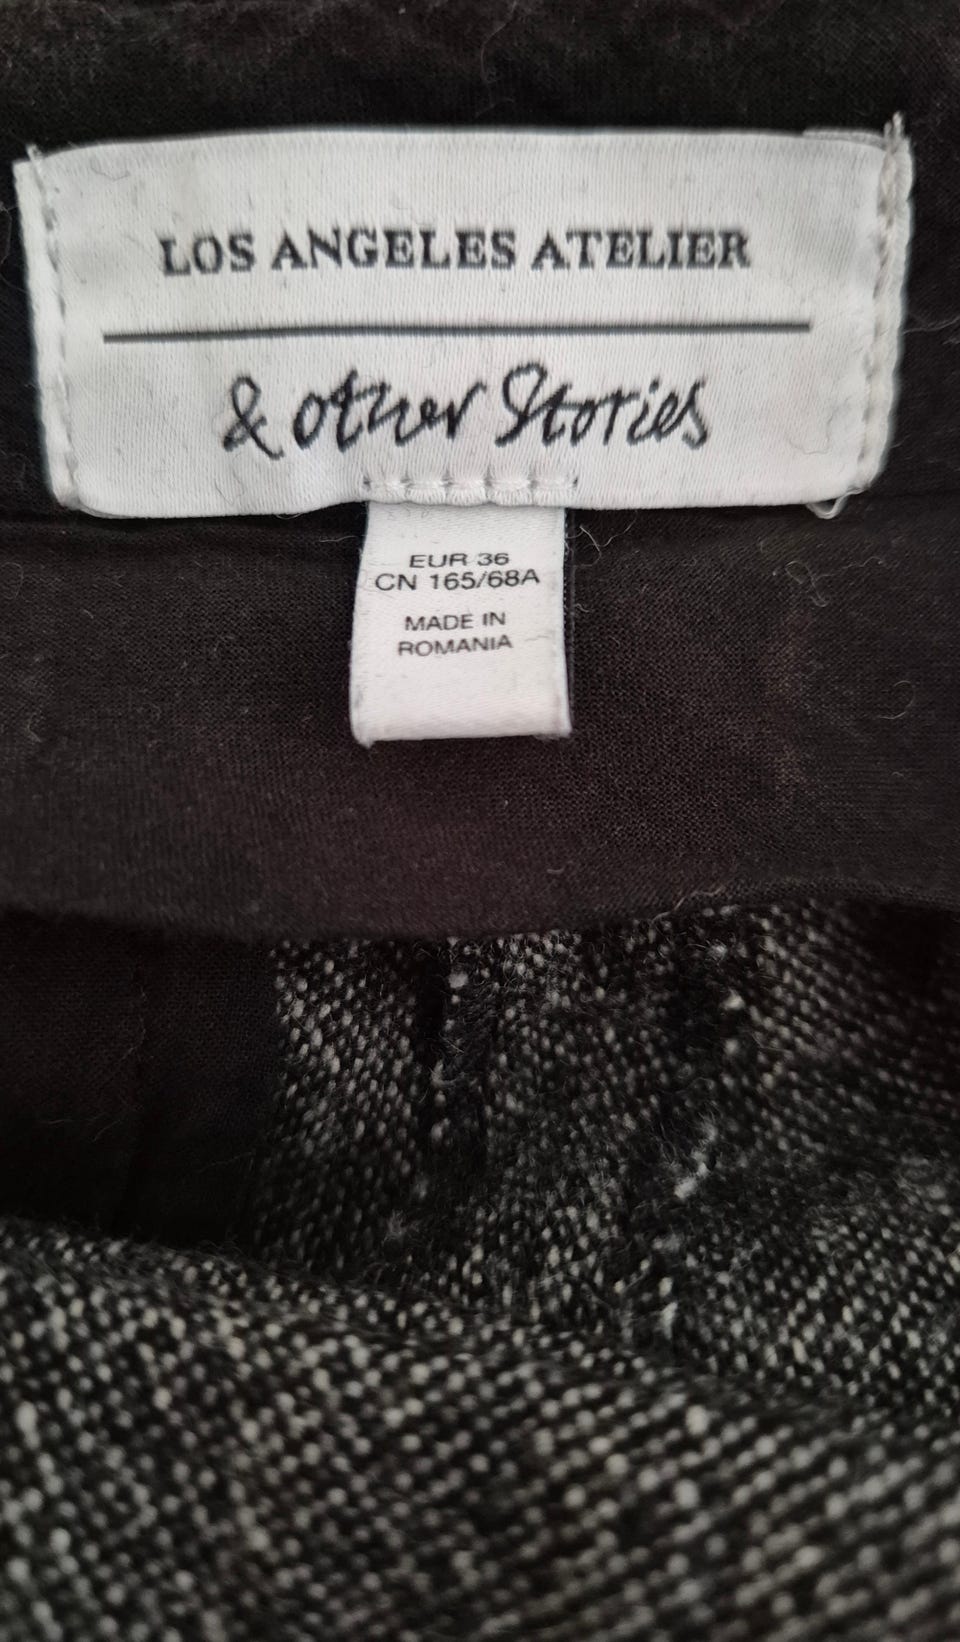 LOS ANGELES ATELIER
& other Stories
EUR 36
CN 165/68A
MADE IN
ROMANIA